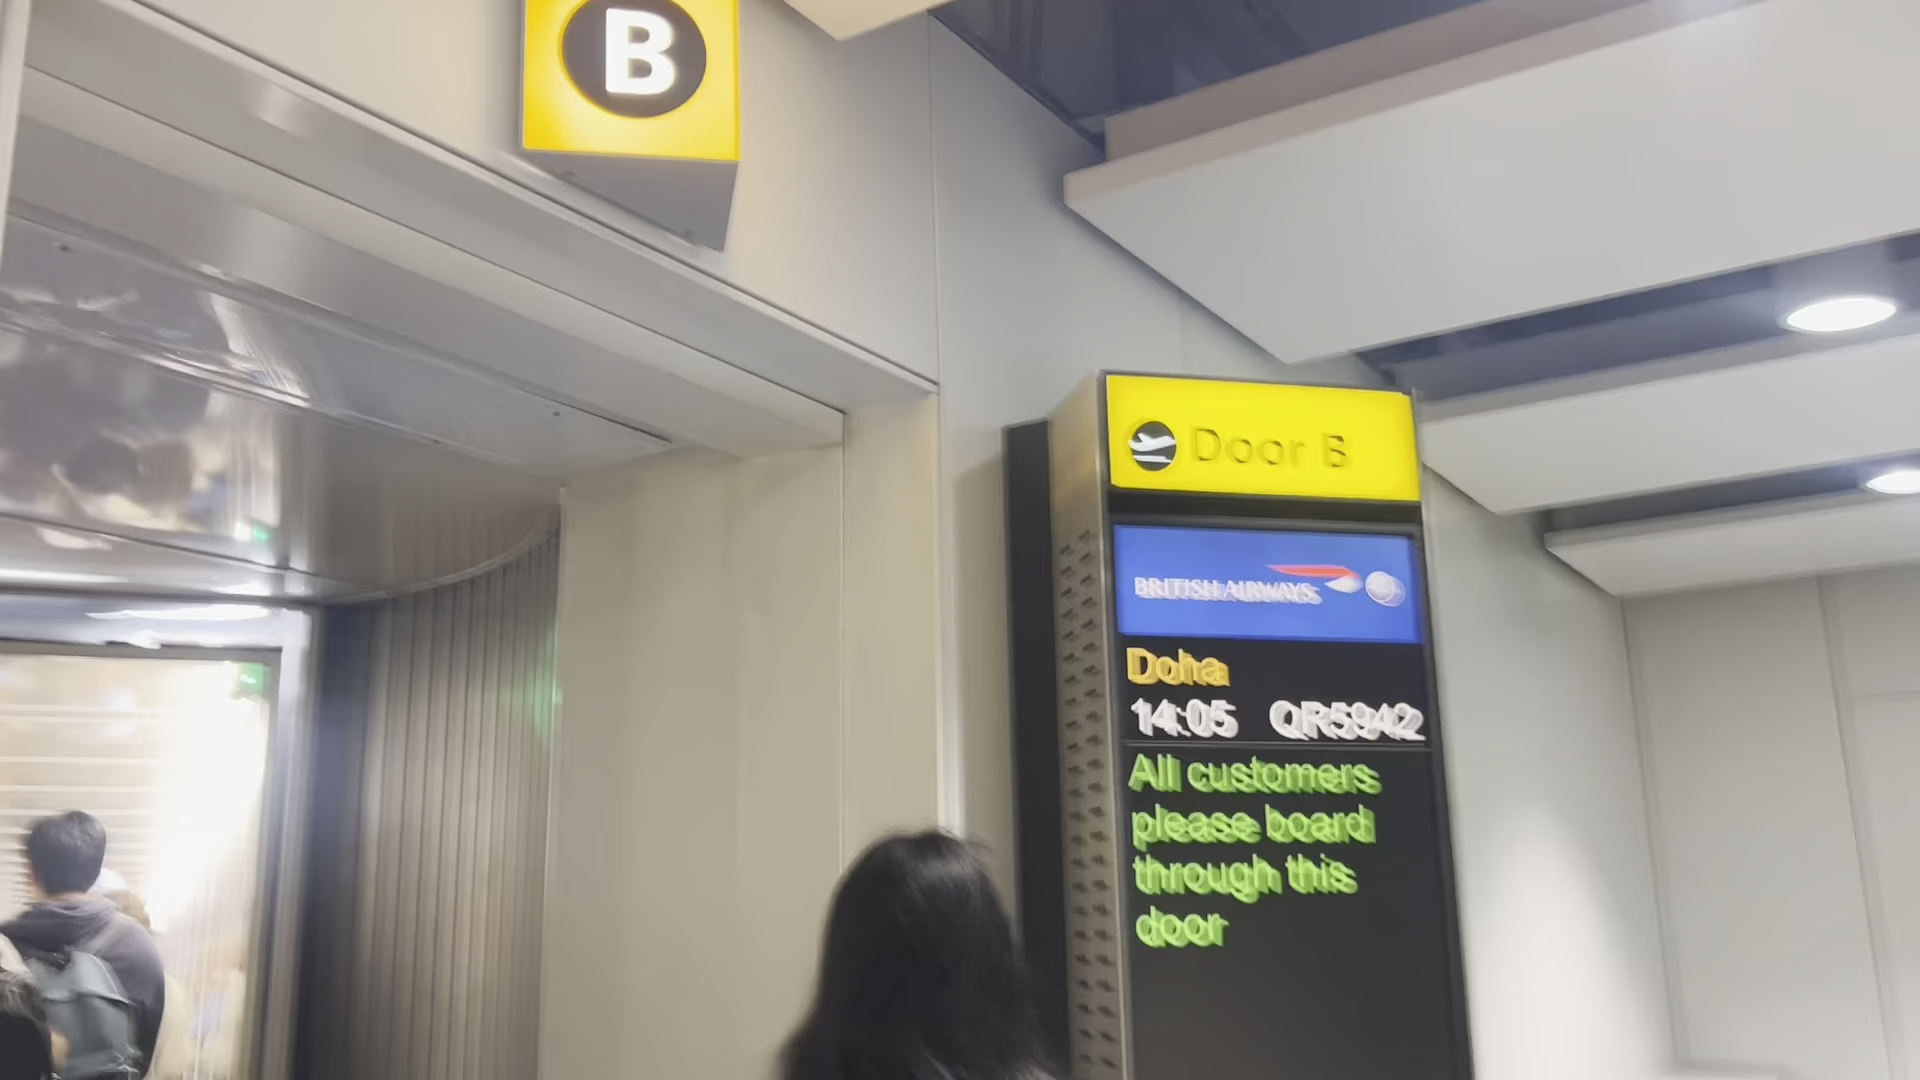 B
Door B
BRITISH AIRWAYS
Doha
14:05 QR5942
All customers
please board
through this
door